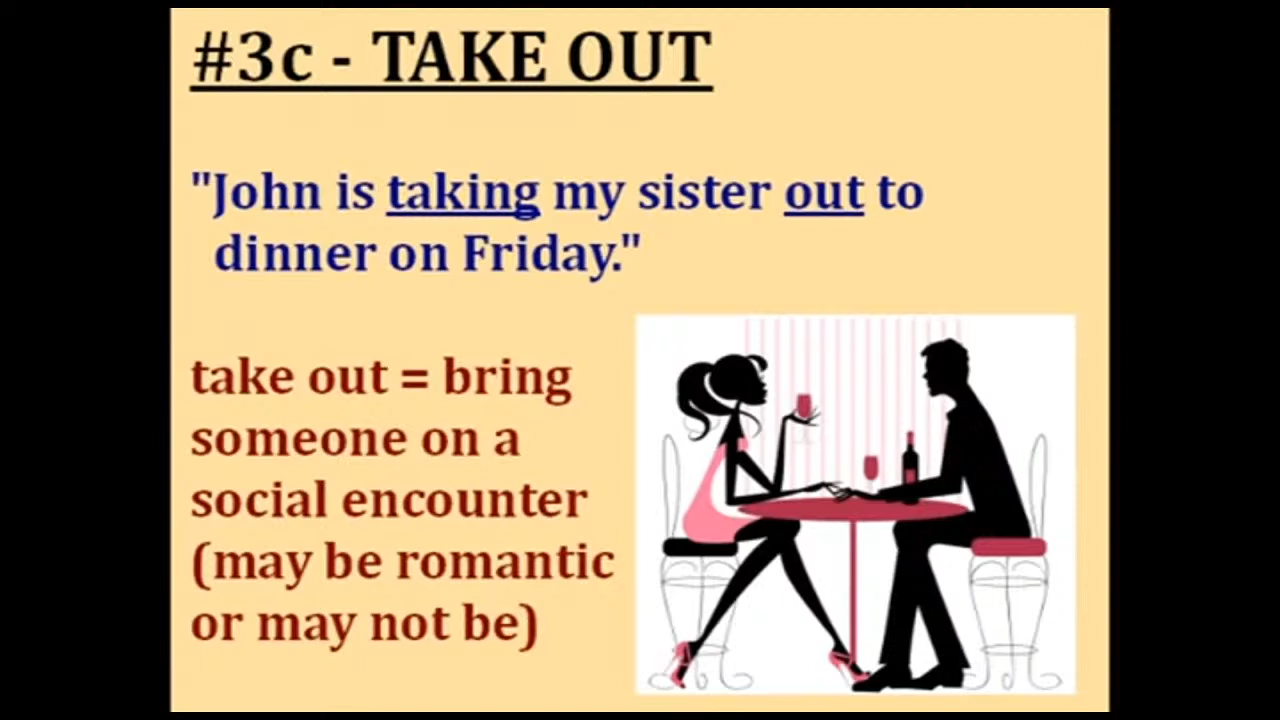 #3c - TAKE OUT
"John is taking my sister out to
dinner on Friday."
take out = bring
someone on a
social encounter
(may be romantic
or may not be)